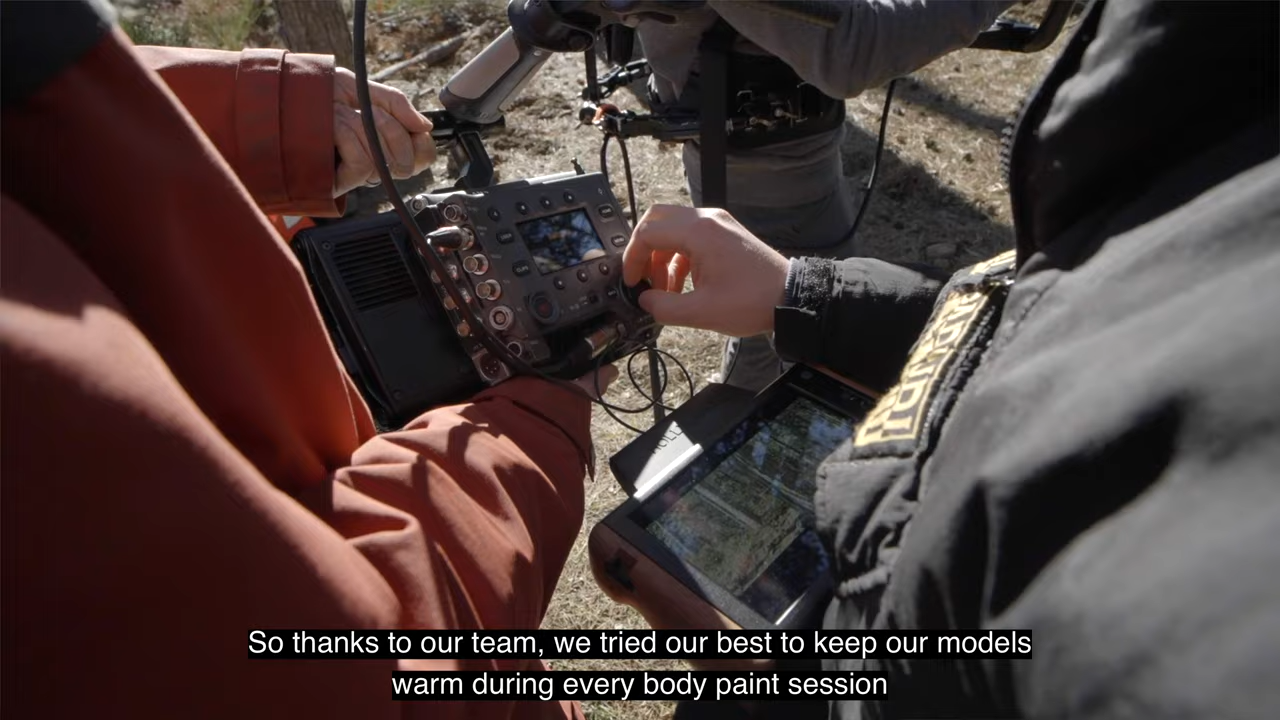 So thanks to our team, we tried our best to keep our models
warm during every body paint session